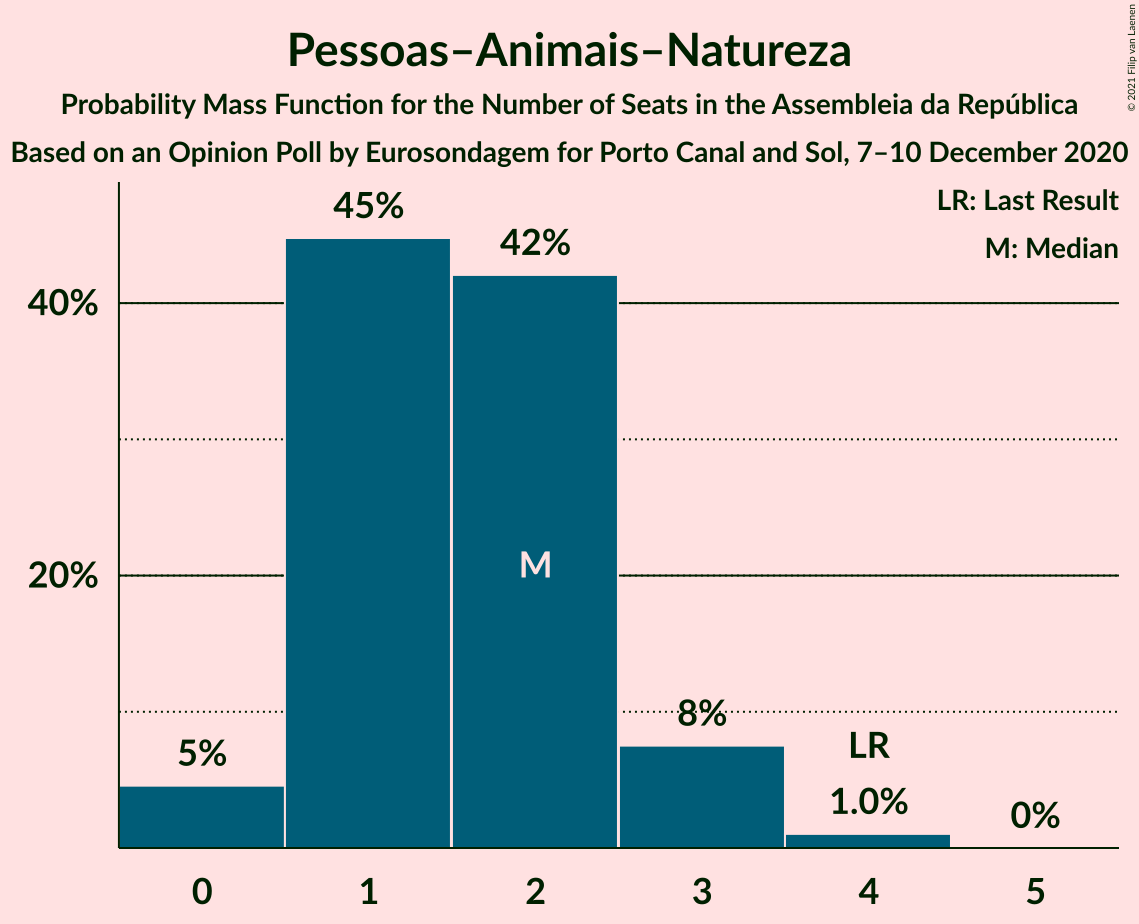 Pessoas–Animais–Natureza
Probability Mass Function for the Number of Seats in the Assembleia da República
Based on an Opinion Poll by Eurosondagem for Porto Canal and Sol, 7–10 December 2020
© 2021 Filip van Laenen
LR: Last Result
M: Median
45%
42%
40%
20%
M
8%
5%
LR
1.0%
0%
0 1 2 3 4 5